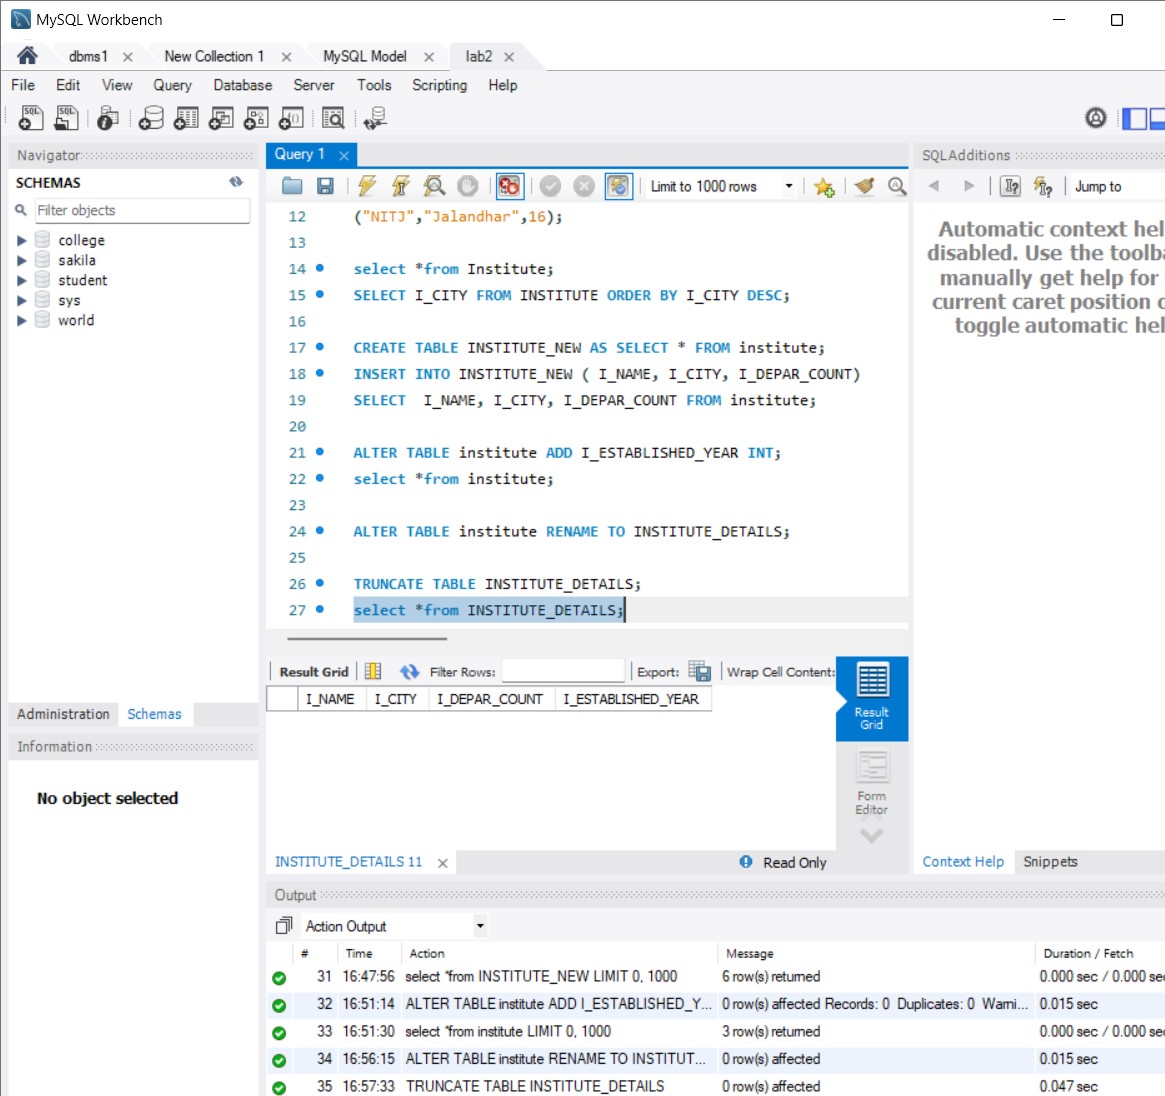 MySQL Workbench
dbms1
New Collection 1
MySQL Model
lab2
File Edit View Query Database Server Tools Scripting Help
Navigator
SCHEMAS
Filter objects
college
sakila
student
sys
world
Administration Schemas
Information
No object selected
Query 1
Limit to 1000 rows
12 ("NITJ","Jalandhar",16);
13
14 select *from Institute;
15 SELECT I_CITY FROM INSTITUTE ORDER BY I_CITY DESC;
16
17 CREATE TABLE INSTITUTE_NEW AS SELECT * FROM institute;
18 INSERT INTO INSTITUTE_NEW ( I_NAME, I_CITY, I_DEPAR_COUNT)
19 SELECT  I_NAME, I_CITY, I_DEPAR_COUNT FROM institute;
20
21 ALTER TABLE institute ADD I_ESTABLISHED_YEAR INT;
22 select *from institute;
23
24 ALTER TABLE institute RENAME TO INSTITUTE_DETAILS;
25
26 TRUNCATE TABLE INSTITUTE_DETAILS;
27 select *from INSTITUTE_DETAILS;
Result Grid Filter Rows: Export: Wrap Cell Content:
I_NAME I_CITY I_DEPAR_COUNT I_ESTABLISHED_YEAR
Result
Grid
Form
Editor
INSTITUTE_DETAILS 11
Read Only
SQLAdditions
Jump to
Automatic context hel
disabled. Use the toolba
manually get help for
current caret position o
toggle automatic hel
Context Help Snippets
Output
Action Output
# Time Action Message Duration / Fetch
31 16:47:56 select *from INSTITUTE_NEW LIMIT 0, 1000 6 row(s) returned 0.000 sec / 0.000 sec
32 16:51:14 ALTER TABLE institute ADD I_ESTABLISHED_Y... 0 row(s) affected Records: 0 Duplicates: 0 Warni... 0.015 sec
33 16:51:30 select *from institute LIMIT 0, 1000 3 row(s) returned 0.000 sec / 0.000 sec
34 16:56:15 ALTER TABLE institute RENAME TO INSTITUT... 0 row(s) affected 0.015 sec
35 16:57:33 TRUNCATE TABLE INSTITUTE_DETAILS 0 row(s) affected 0.047 sec